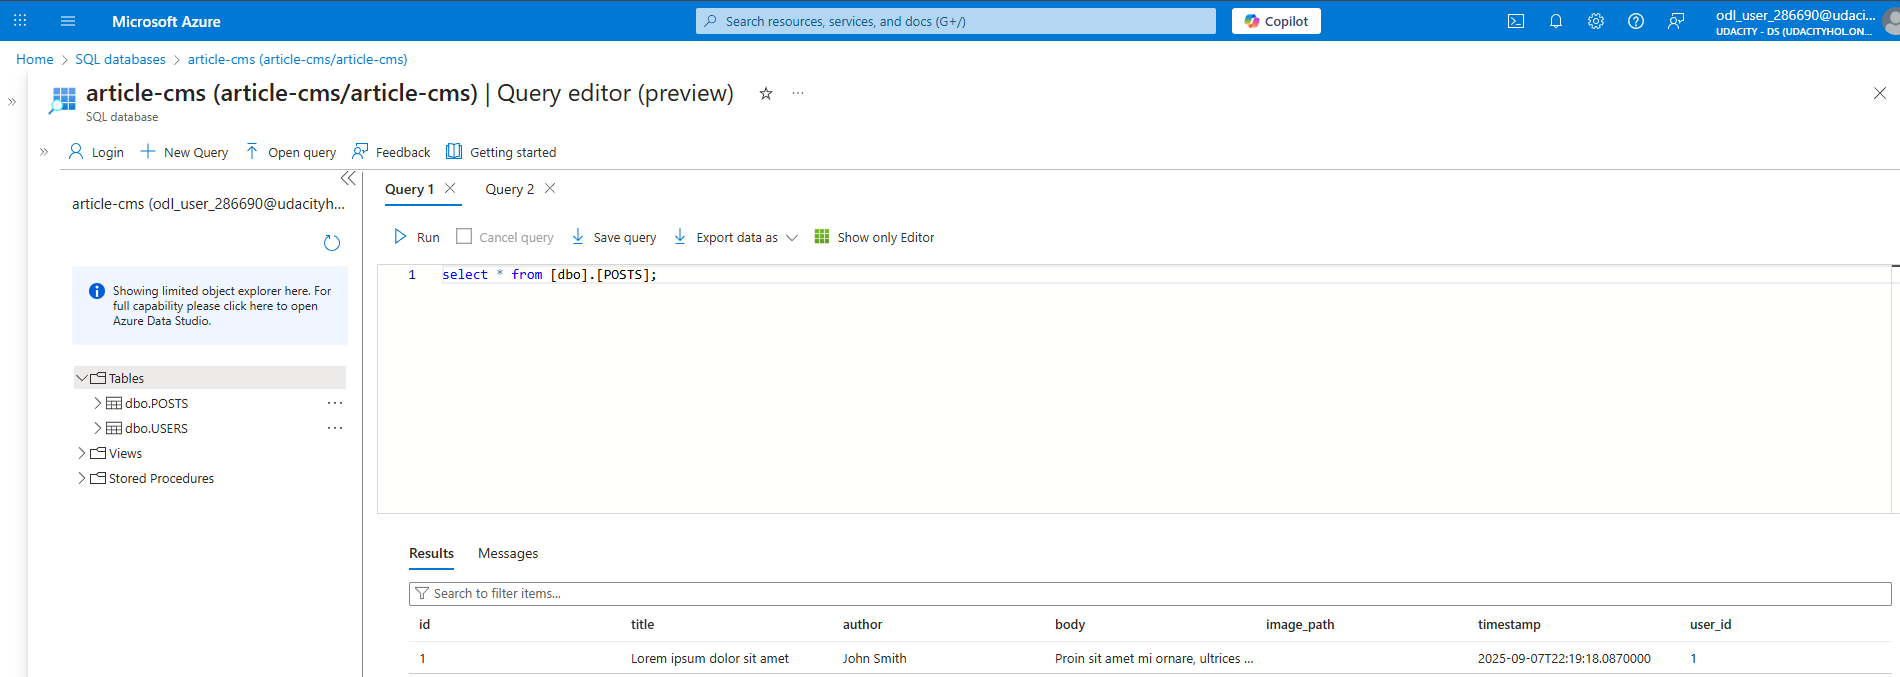 Microsoft Azure
Search resources, services, and docs (G+/)
Copilot
odl_user_286690@udaci...
UDACITY - DS (UDACITYHOL.ON...
Home > SQL databases > article-cms (article-cms/article-cms)
article-cms (article-cms/article-cms) | Query editor (preview)
SQL database
Login
New Query
Open query
Feedback
Getting started
article-cms (odl_user_286690@udacityh...
Showing limited object explorer here. For
full capability please click here to open
Azure Data Studio.
Tables
dbo.POSTS
dbo.USERS
Views
Stored Procedures
Query 1
Query 2
Run
Cancel query
Save query
Export data as
Show only Editor
1 select * from [dbo].[POSTS];
Results
Messages
Search to filter items...
id title author body image_path timestamp user_id
1 Lorem ipsum dolor sit amet John Smith Proin sit amet mi ornare, ultrices ... 2025-09-07T22:19:18.0870000 1